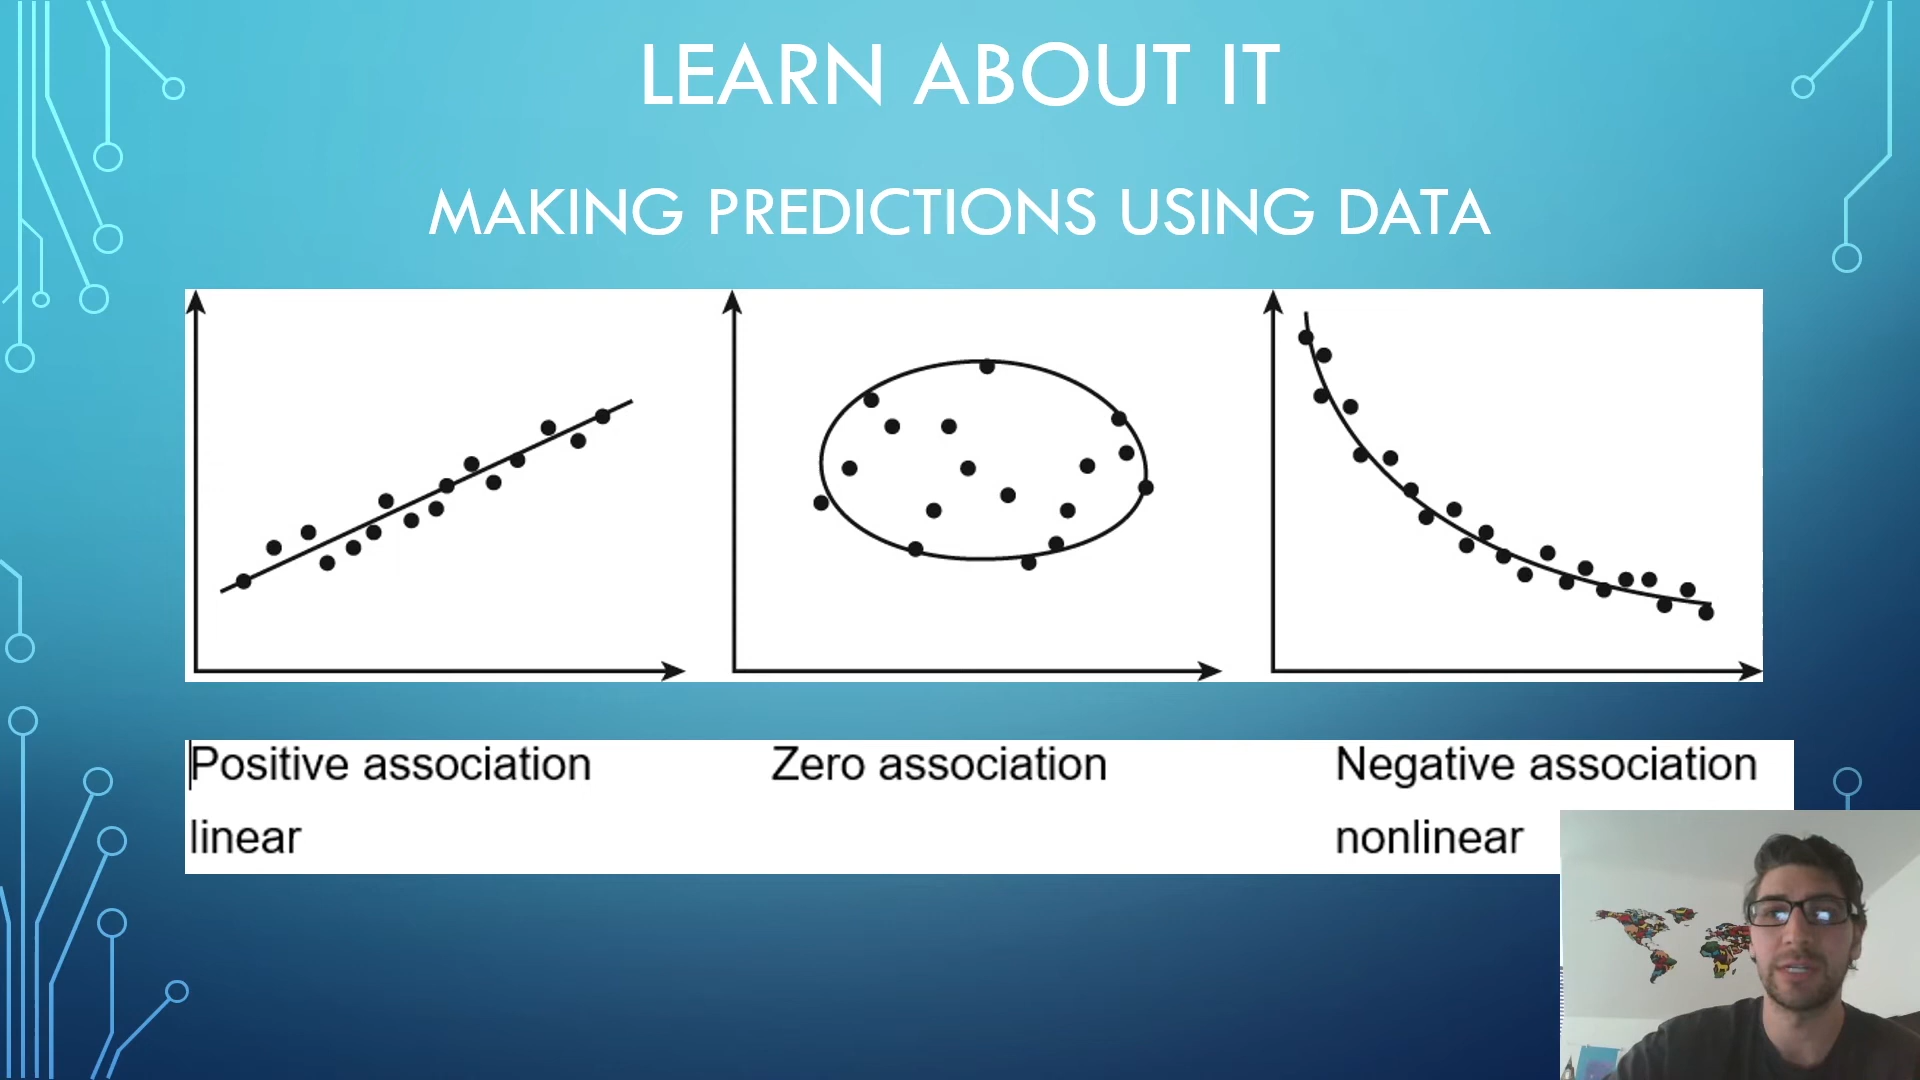 LEARN ABOUT IT
MAKING PREDICTIONS USING DATA
Positive association
linear
Zero association
Negative association
nonlinear